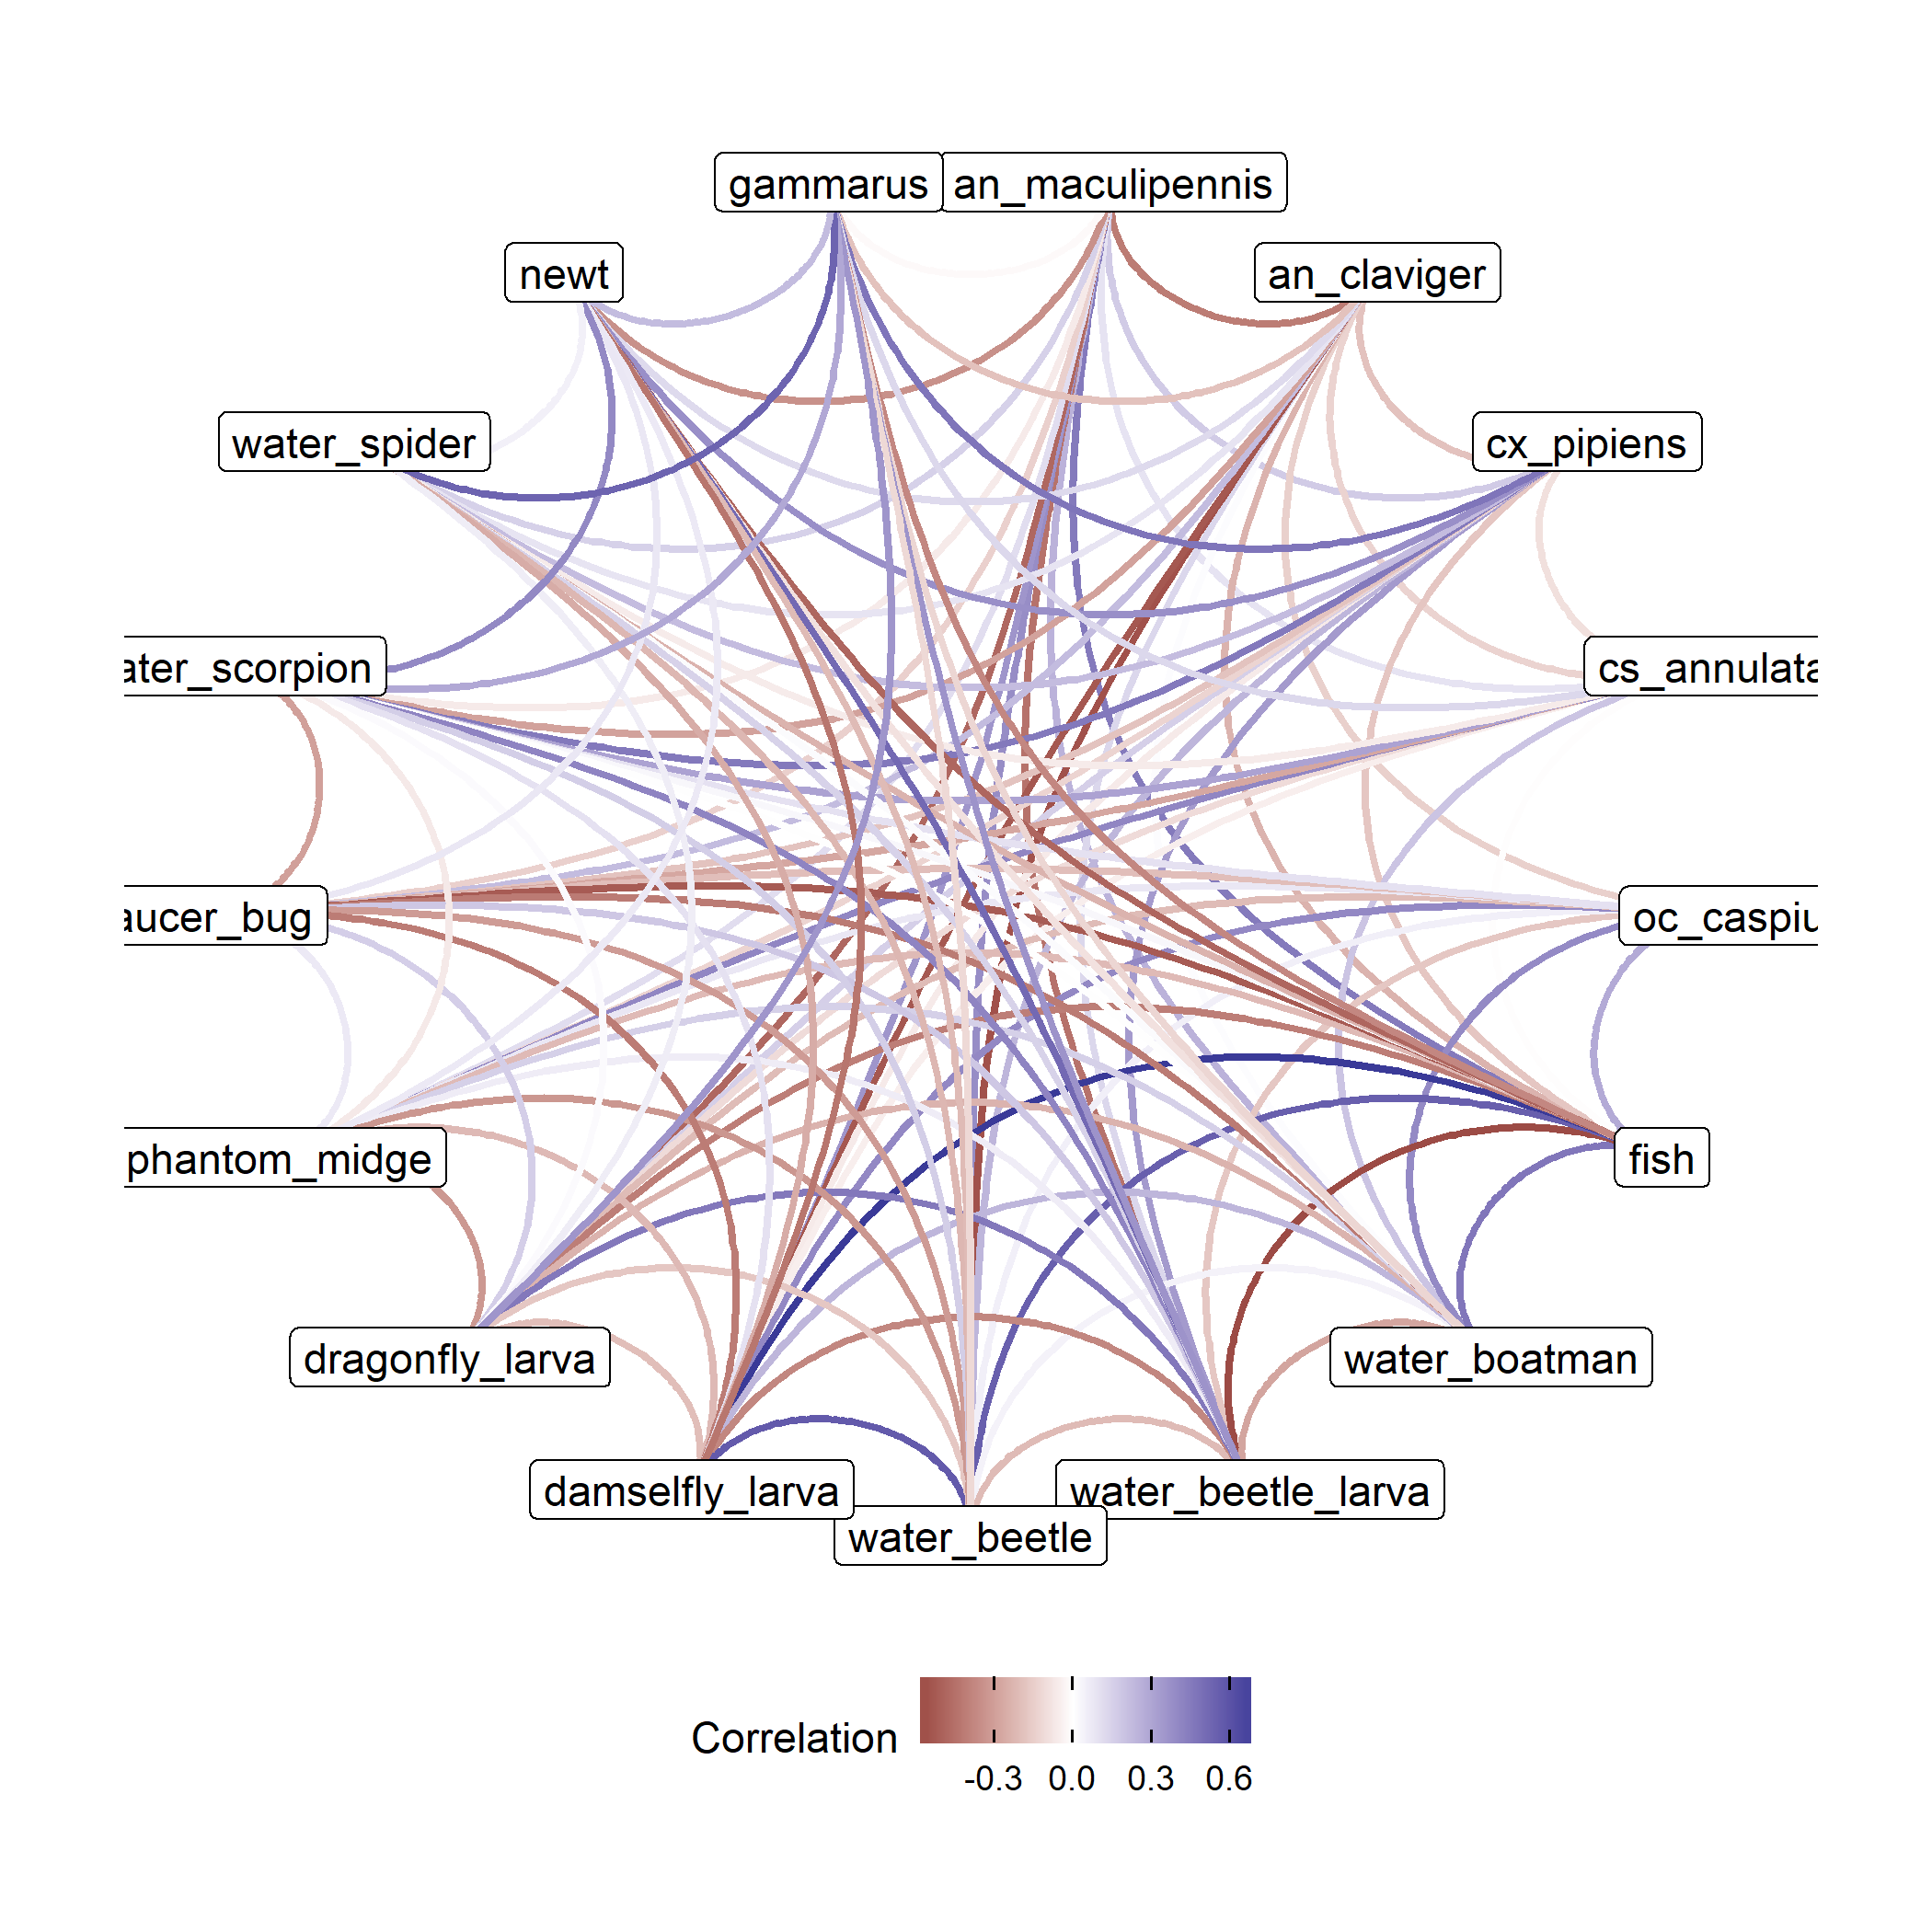 gammarus an_maculipennis
newt an_claviger
water_spider cx_pipiens
ater_scorpion cs_annulata
aucer_bug oc_caspiu
phantom_midge fish
dragonfly_larva water_boatman
damselfly_larva water_beetle_larva
water_beetle
Correlation
-0.3 0.0 0.3 0.6